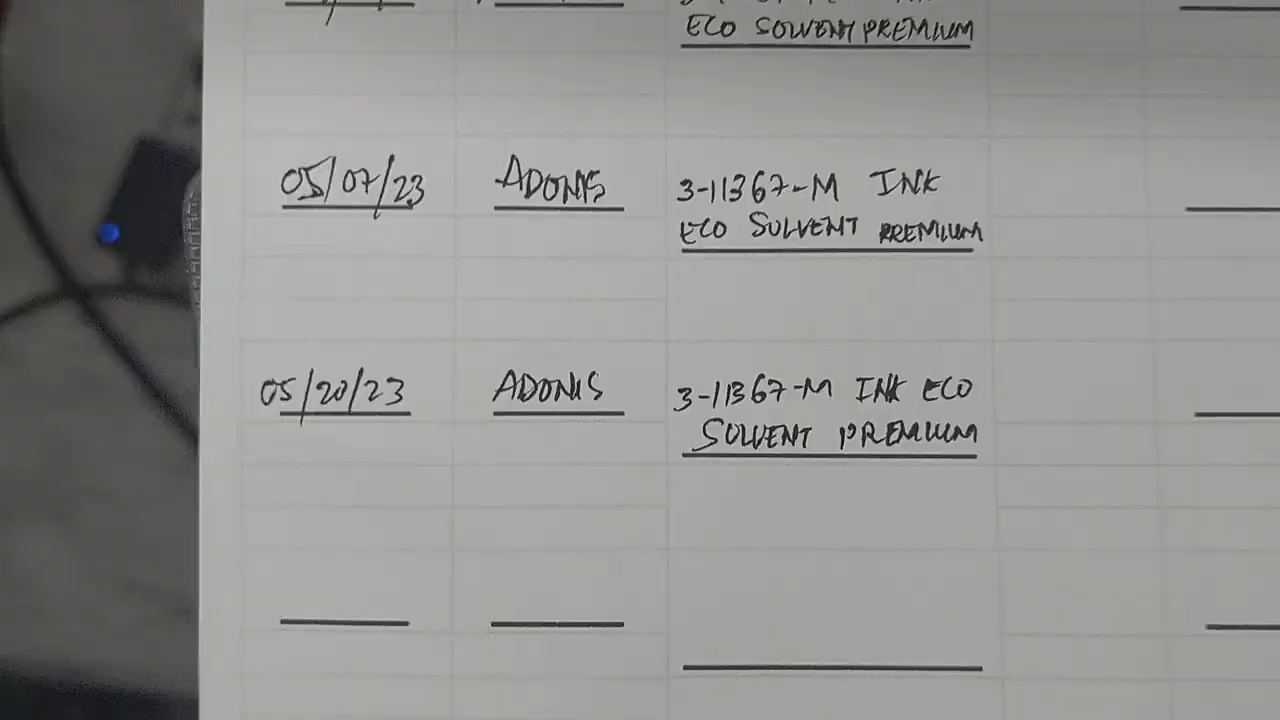 ECO SOLVENT PREMIUM
05/07/23 ADONIS 3-11367-M INK
ECO SOLVENT PREMIUM
05/20/23 ADONIS 3-11367-M INK ECO
SOLVENT PREMIUM